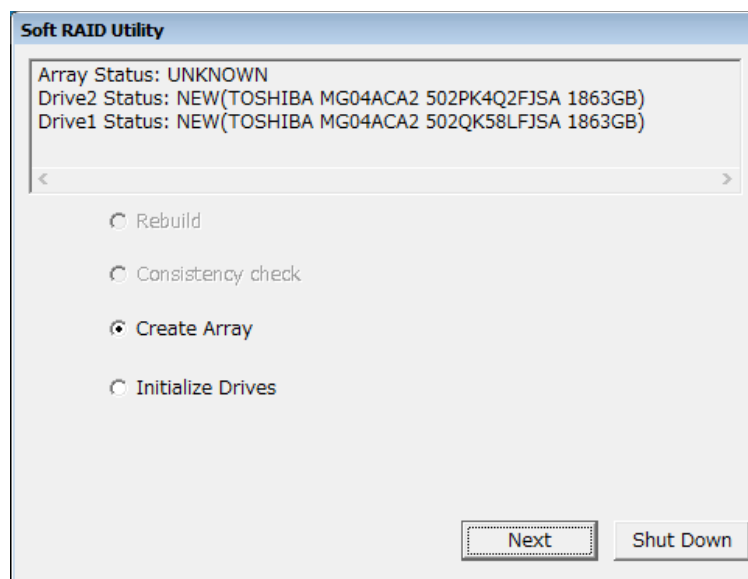 Soft RAID Utility
Array Status: UNKNOWN
Drive2 Status: NEW(TOSHIBA MG04ACA2 502PK4Q2FJSA 1863GB)
Drive1 Status: NEW(TOSHIBA MG04ACA2 502QK58LFJSA 1863GB)
Rebuild
Consistency check
Create Array
Initialize Drives
Next
Shut Down